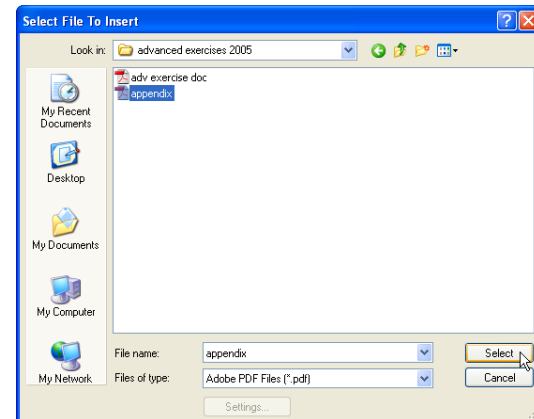 Select File To Insert
Look in:
advanced exercises 2005
adv exercise doc
appendix
My Recent
Documents
Desktop
My Documents
My Computer
My Network
File name:
appendix
Select
Files of type:
Adobe PDF Files (*.pdf)
Cancel
Settings...